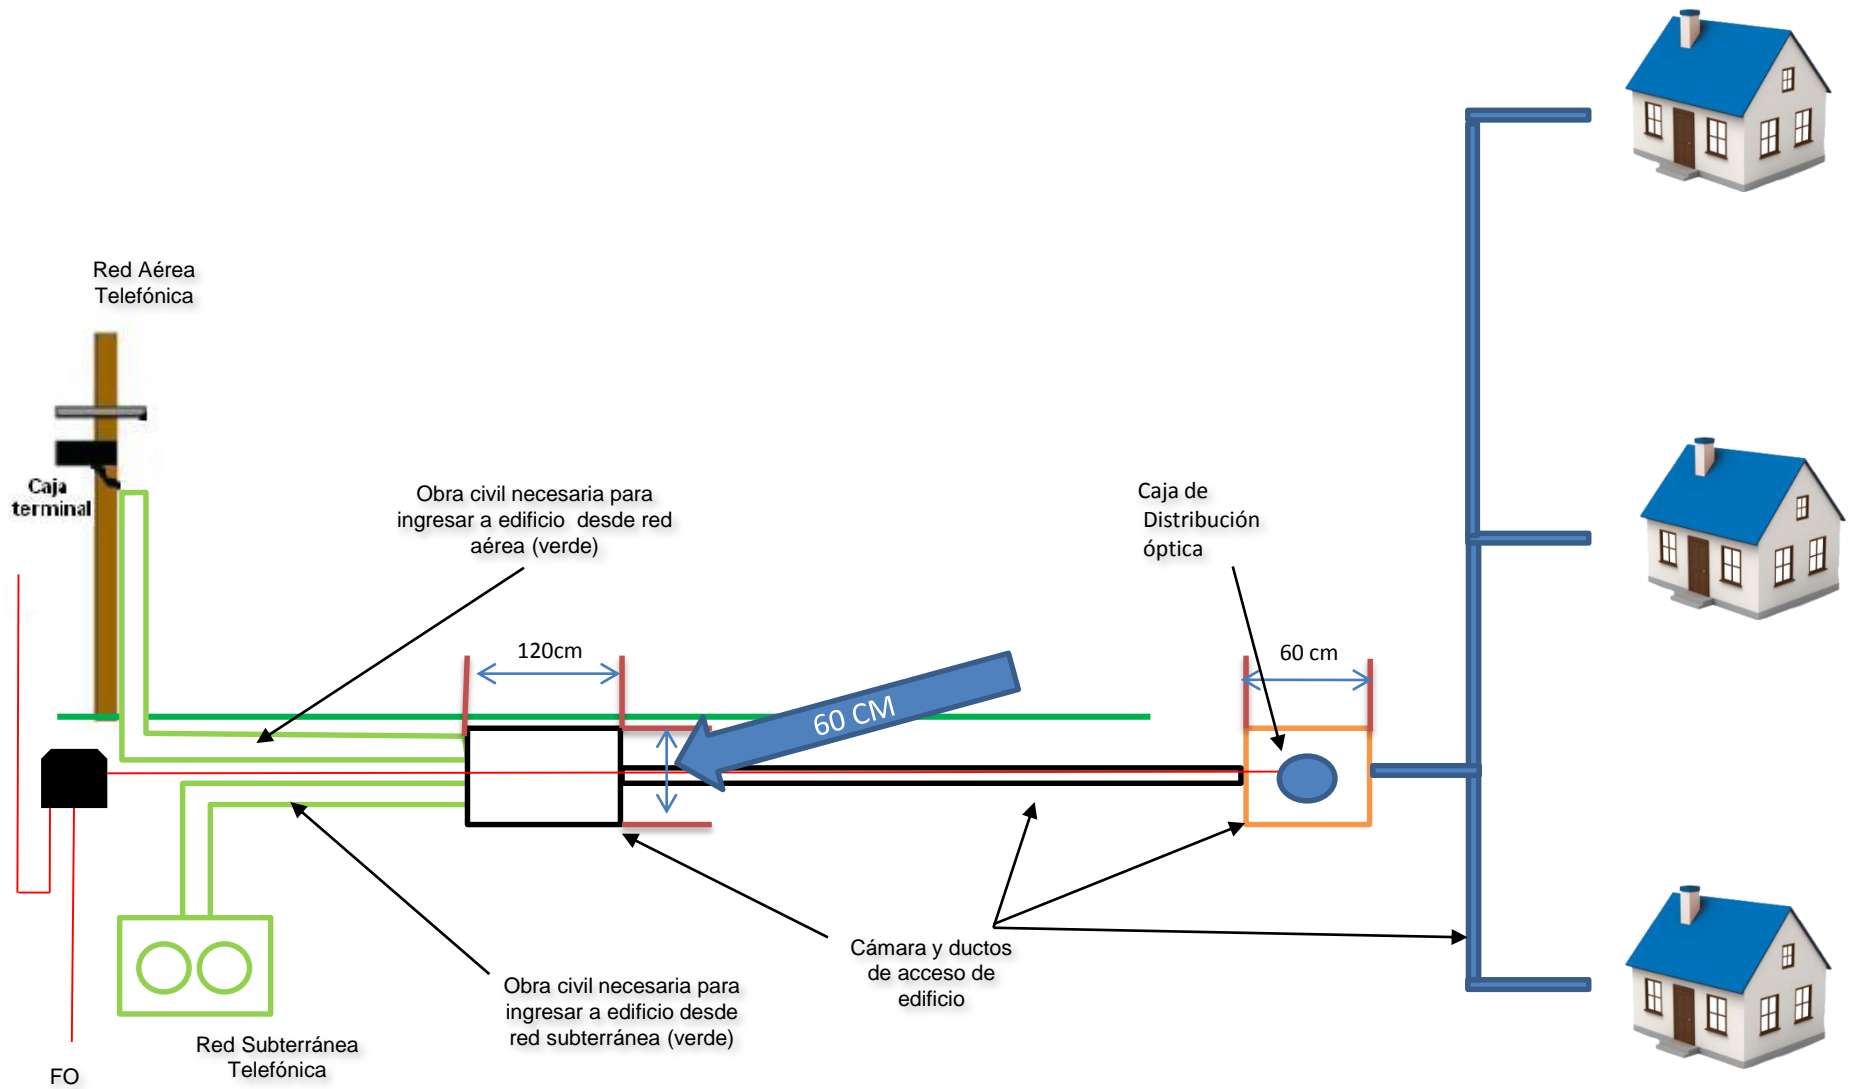 Red Aérea
Telefónica
Caja
terminal
Obra civil necesaria para
ingresar a edificio desde red
aérea (verde)
Caja de
Distribución
óptica
120cm
60 cm
60 CM
Cámara y ductos
de acceso de
edificio
Obra civil necesaria para
ingresar a edificio desde
red subterránea (verde)
Red Subterránea
Telefónica
FO